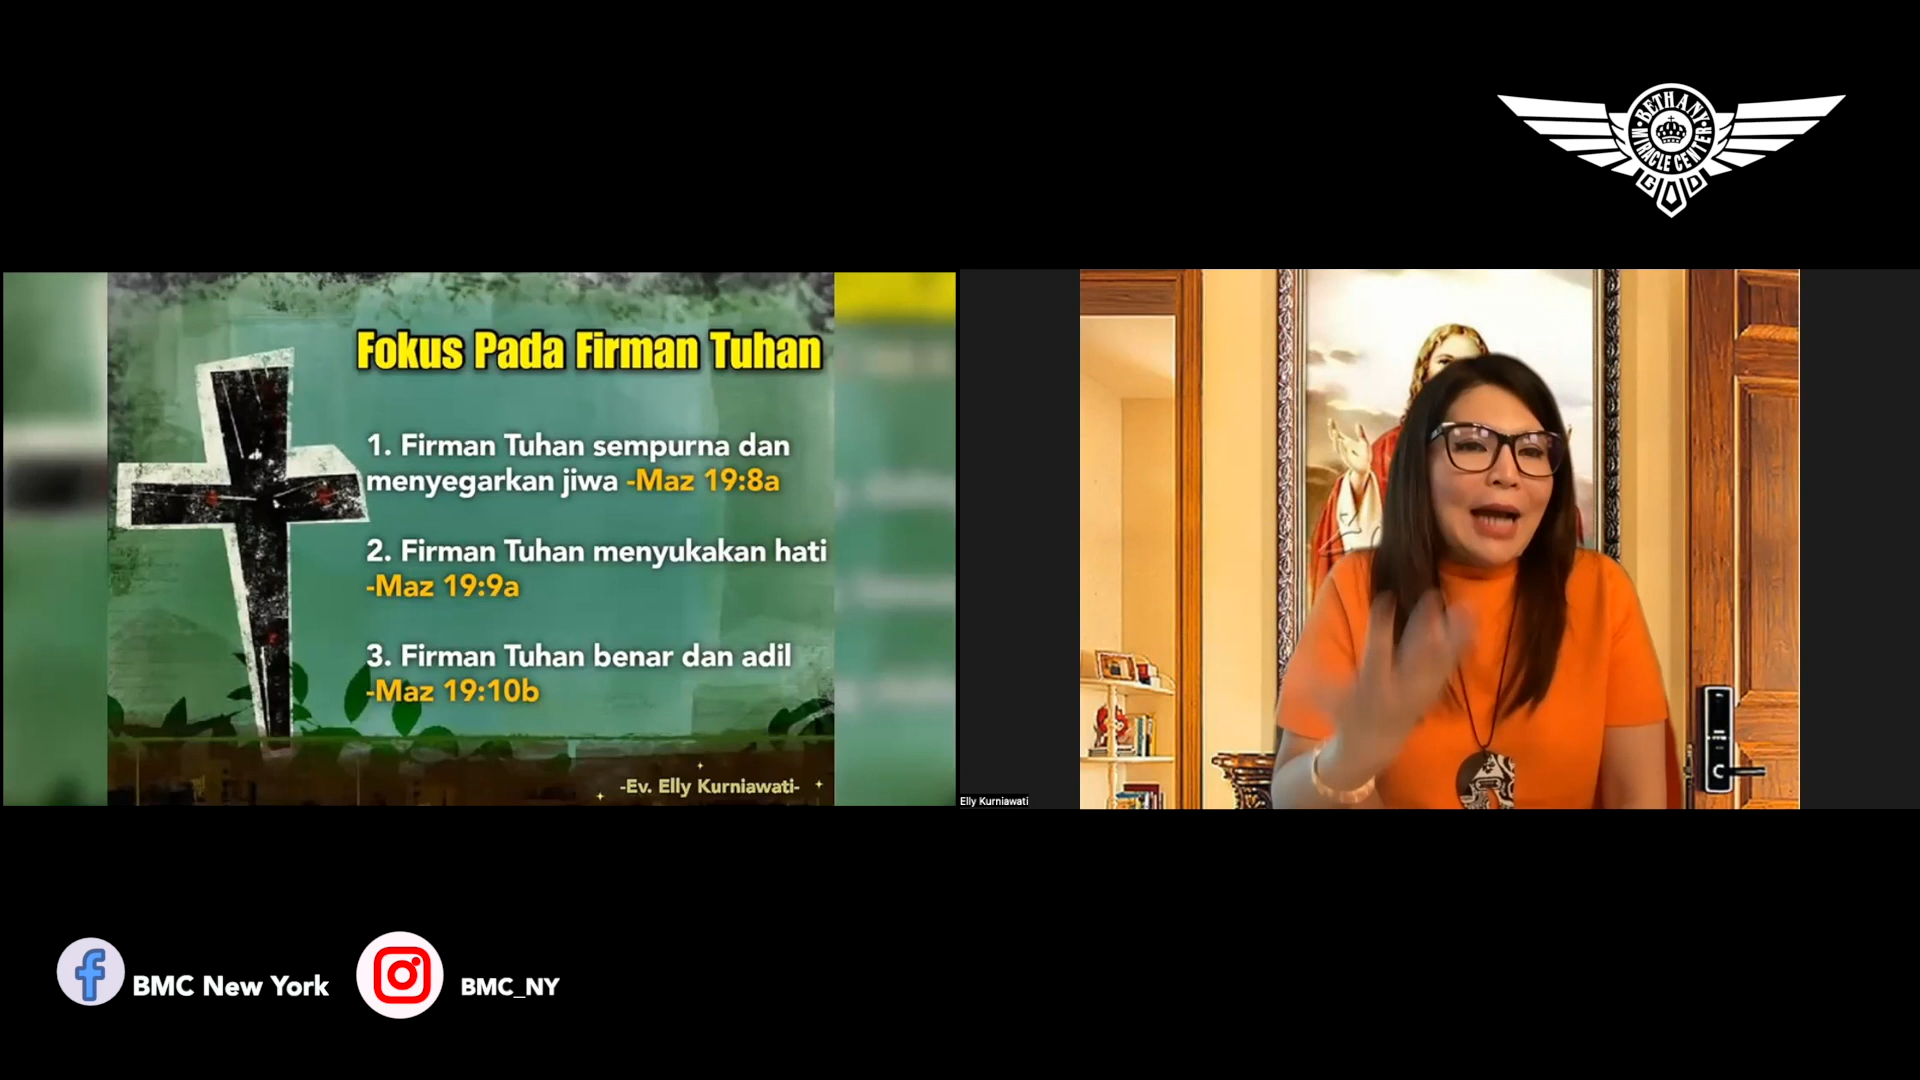 BETHANY
MIRACLE CENTER
GAD
Fokus Pada Firman Tuhan
1. Firman Tuhan sempurna dan
menyegarkan jiwa -Maz 19:8a
2. Firman Tuhan menyukakan hati
-Maz 19:9a
3. Firman Tuhan benar dan adil
-Maz 19:10b
-Ev. Elly Kurniawati-
Elly Kurniawati
BMC New York
BMC_NY